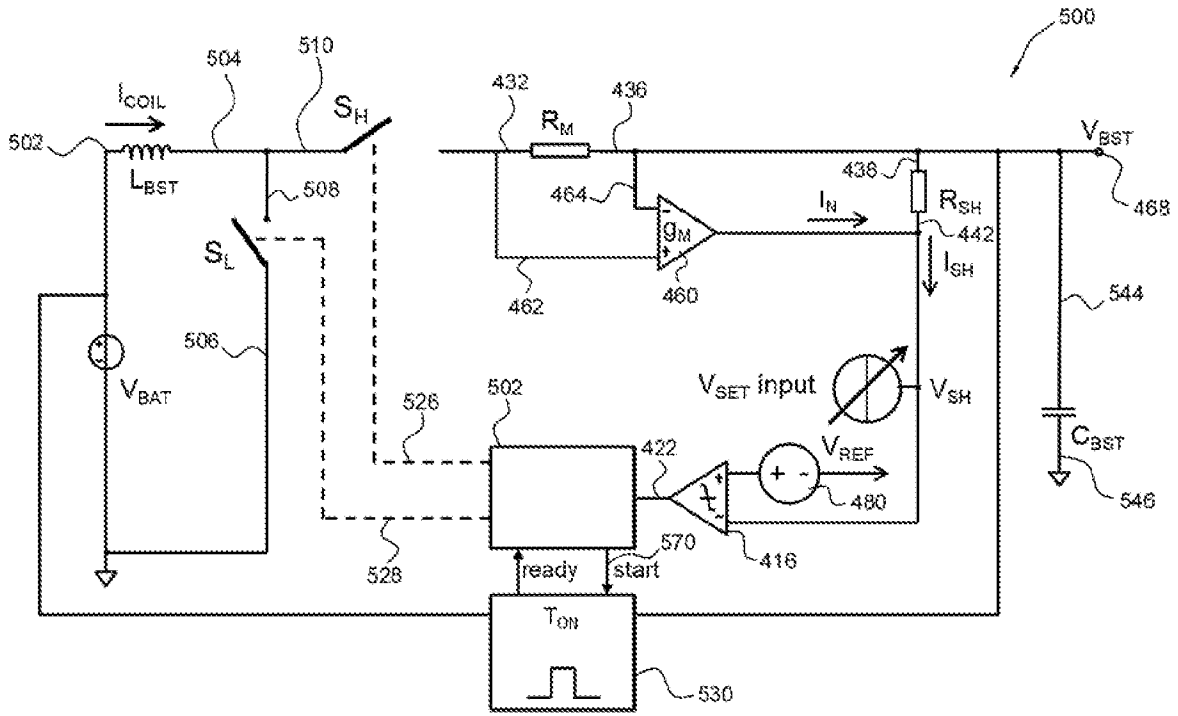 500
504
510
I_COIL
S_H
432
436
R_M
V_BST
502
L_BST
508
464
438
I_N
R_SH
468
S_L
g_M
442
I_SH
462
460
544
506
V_BAT
V_SET input
V_SH
526
502
V_REF
C_BST
422
546
480
528
570
416
ready
start
T_ON
530